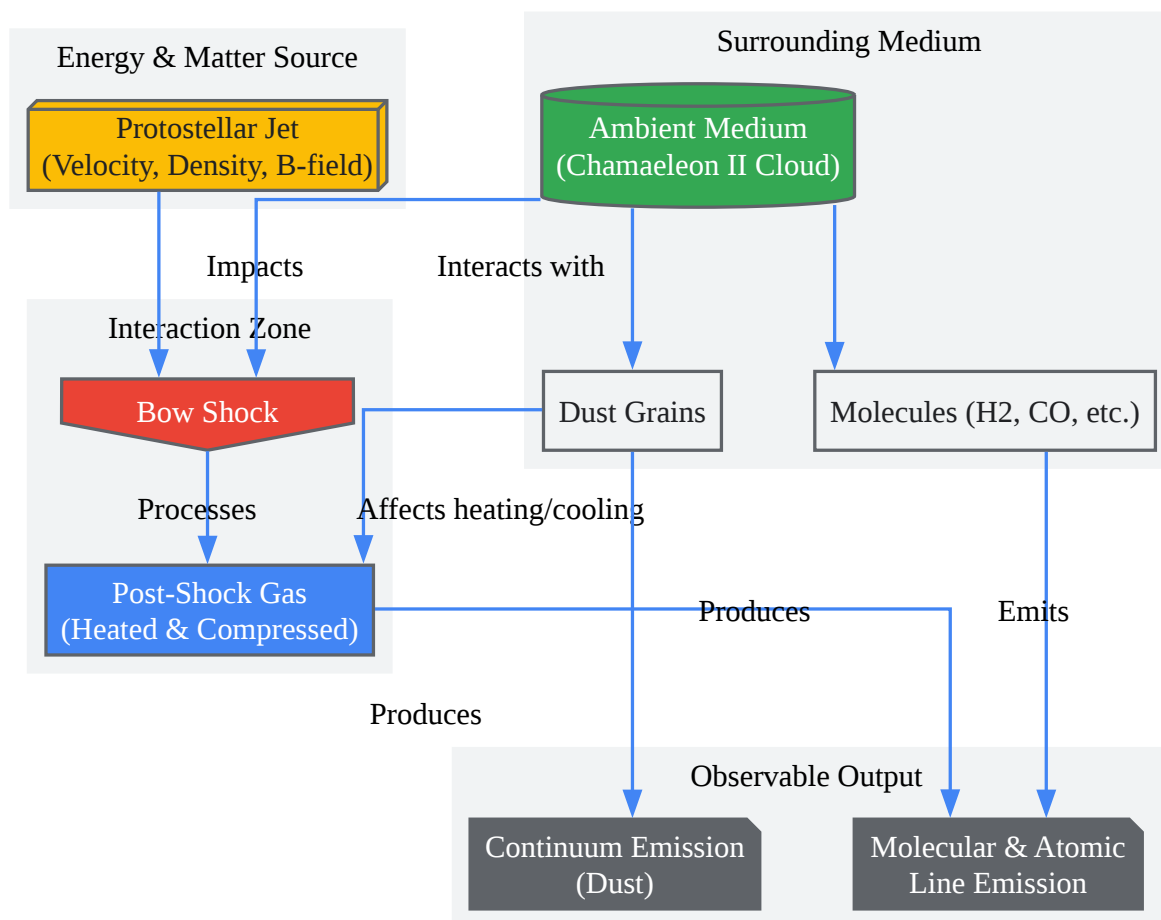 Energy & Matter Source
Surrounding Medium
Protostellar Jet
(Velocity, Density, B-field)
Ambient Medium
(Chamaeleon II Cloud)
Impacts
Interacts with
Interaction Zone
Bow Shock
Dust Grains
Molecules (H2, CO, etc.)
Processes
Affects heating/cooling
Post-Shock Gas
(Heated & Compressed)
Produces
Emits
Produces
Observable Output
Continuum Emission
(Dust)
Molecular & Atomic
Line Emission